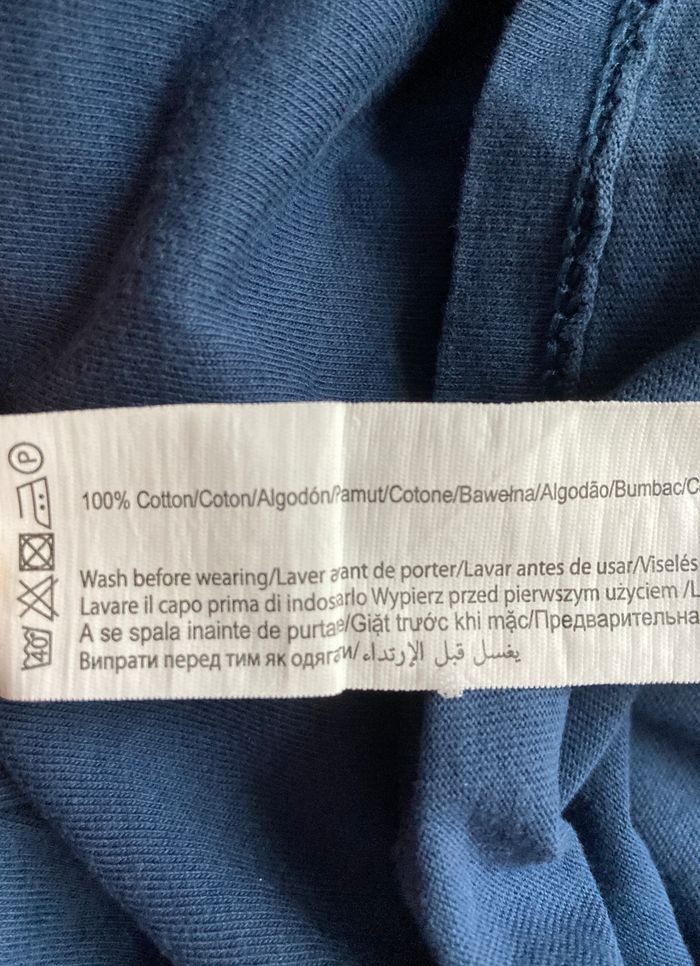 P
100% Cotton/Coton/Algodón/Pamut/Cotone/Bawełna/Algodão/Bumbac/C
Wash before wearing/Laver avant de porter/Lavar antes de usar/Viselés
Lavare il capo prima di indosarlo Wypierz przed pierwszym użyciem /L
A se spala inainte de purtare/Giặt trước khi mặc/Предварительна
Випрати перед тим як одягати/يغسل قبل الإرتداء
40°